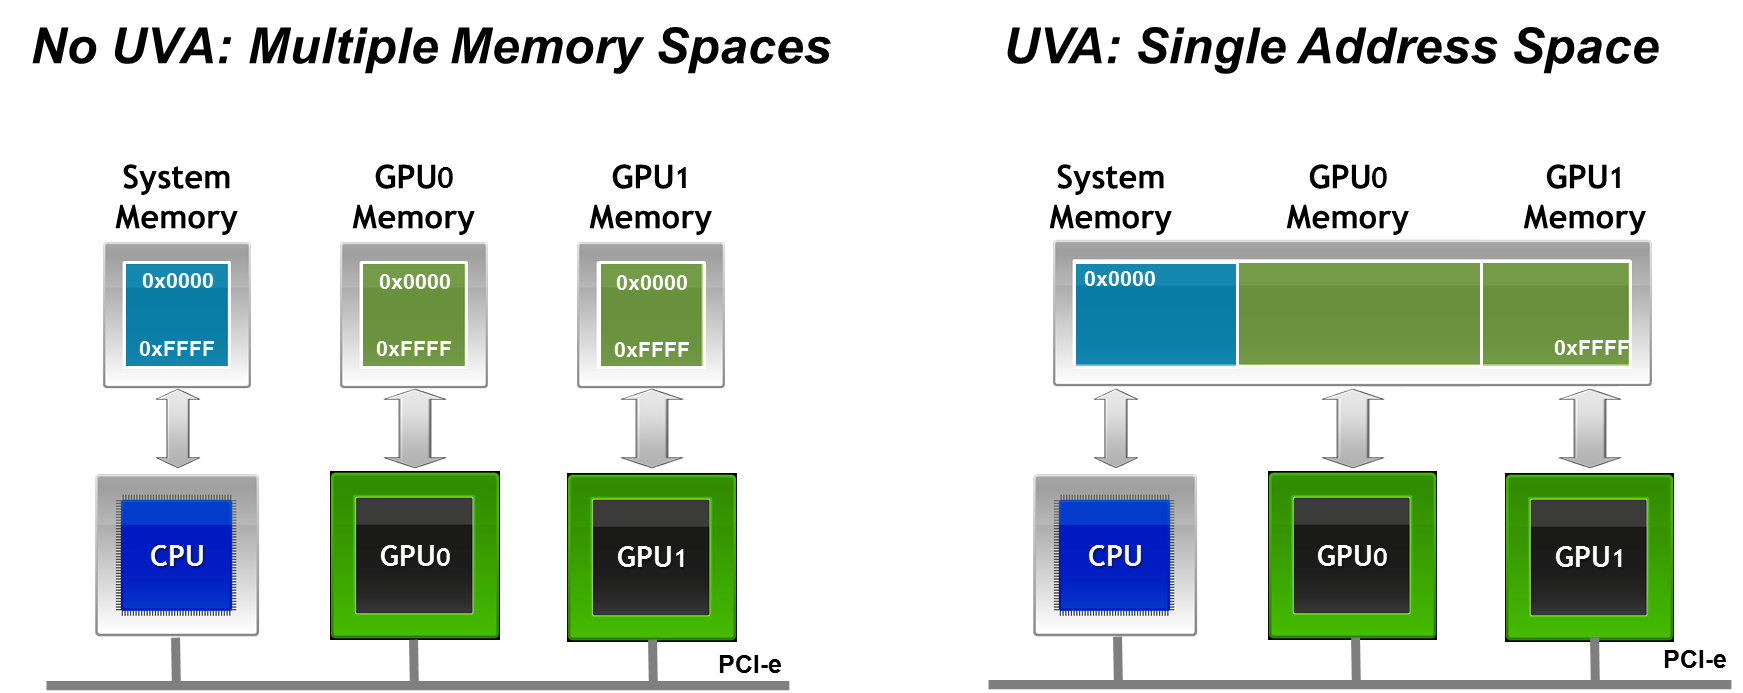 No UVA: Multiple Memory Spaces
System
Memory
GPU0
Memory
GPU1
Memory
0x0000
0xFFFF
0x0000
0xFFFF
0x0000
0xFFFF
CPU
GPU0
GPU1
PCI-e
UVA: Single Address Space
System
Memory
GPU0
Memory
GPU1
Memory
0x0000
0xFFFF
CPU
GPU0
GPU1
PCI-e